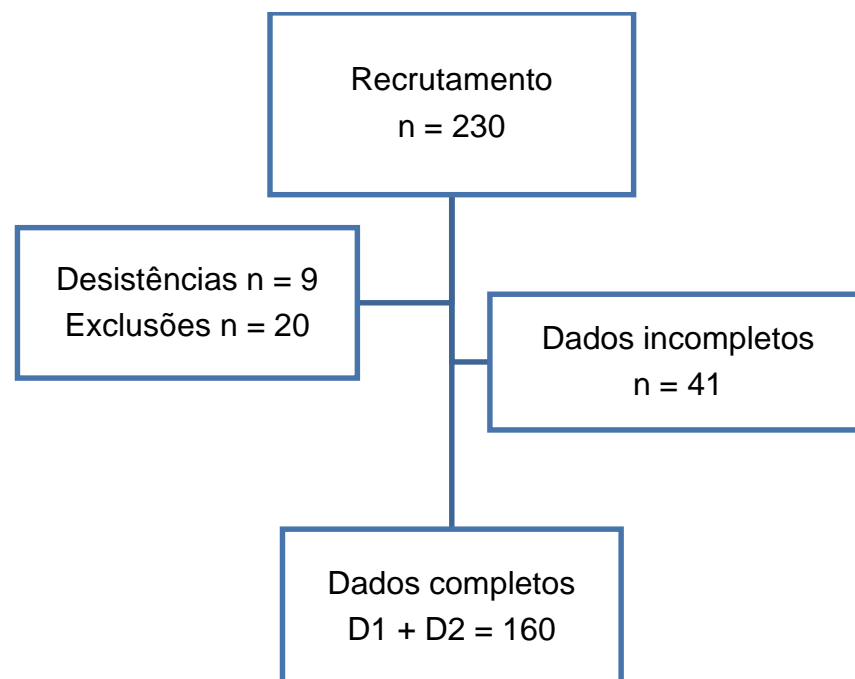 Recrutamento
n = 230
Desistências n = 9
Exclusões n = 20
Dados incompletos
n = 41
Dados completos
D1 + D2 = 160